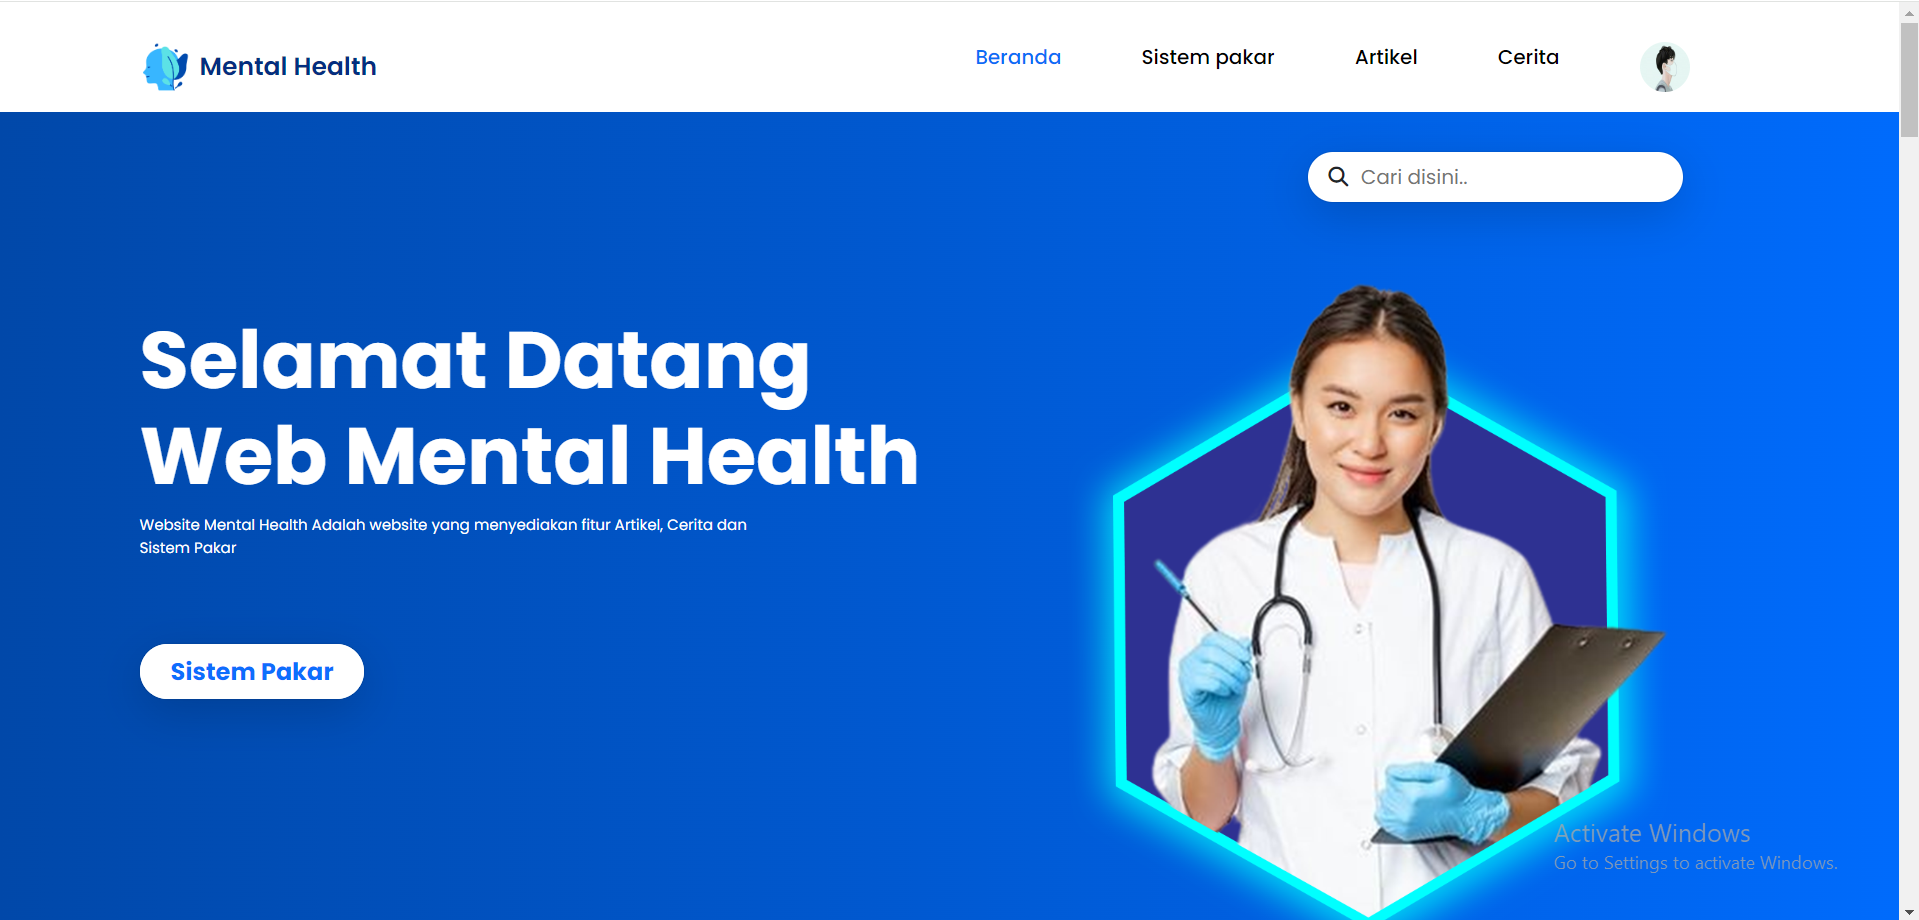 Mental Health
Beranda
Sistem pakar
Artikel
Cerita
Cari disini..
Selamat Datang
Web Mental Health
Website Mental Health Adalah website yang menyediakan fitur Artikel, Cerita dan
Sistem Pakar
Sistem Pakar
Activate Windows
Go to Settings to activate Windows.